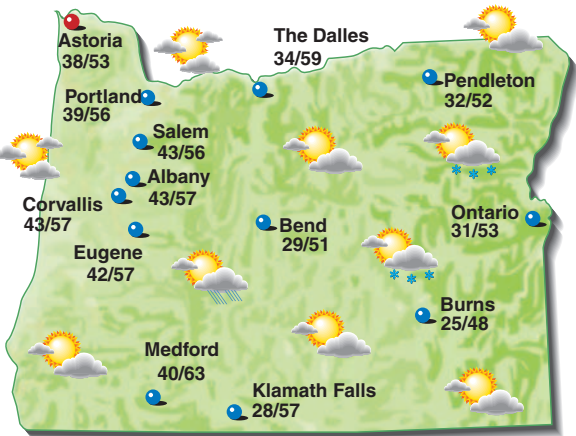 Astoria
38/53
The Dalles
34/59
Pendleton
32/52
Portland
39/56
Salem
43/56
Albany
43/57
Corvallis
43/57
Eugene
42/57
Bend
29/51
Ontario
31/53
Burns
25/48
Medford
40/63
Klamath Falls
28/57